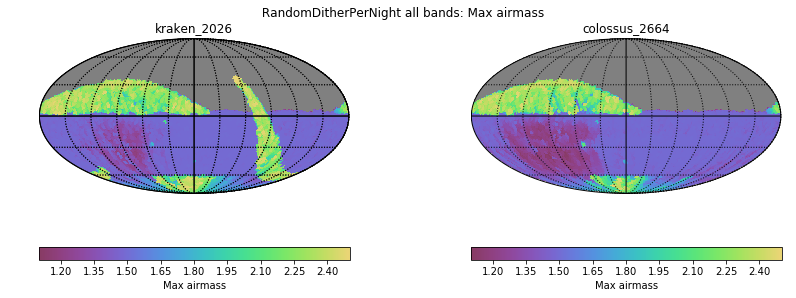 RandomDitherPerNight all bands: Max airmass
kraken_2026
colossus_2664
1.20 1.35 1.50 1.65 1.80 1.95 2.10 2.25 2.40
Max airmass
1.20 1.35 1.50 1.65 1.80 1.95 2.10 2.25 2.40
Max airmass